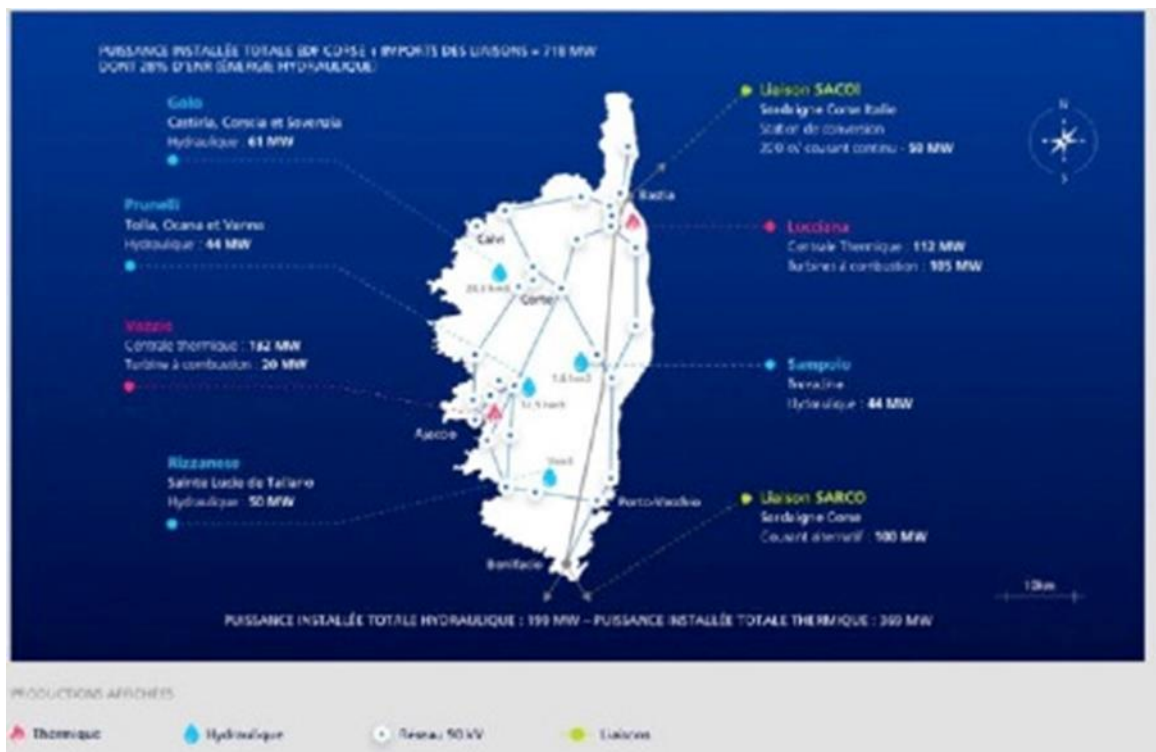 PUISSANCE INSTALLÉE TOTALE EDF CORSE + IMPORTS DES LIAISONS = 718 MW
DONT 28% D'ENR (ÉNERGIE HYDRAULIQUE)
Golo
Castirla, Corscia et Sovenzia
Hydraulique : 61 MW
Prunelli
Tolla, Ocana et Vanna
Hydraulique : 44 MW
Vazzio
Centrale thermique : 132 MW
Turbine à combustion : 20 MW
Rizzanese
Sainte Lucie de Tallano
Hydraulique : 50 MW
Bastia
Calvi
Corte
Ajaccio
Porto-Vecchio
Bonifacio
Liaison SACOI
Sardaigne Corse Italie
Station de conversion
200 kV courant continu - 50 MW
Lucciana
Centrale Thermique : 112 MW
Turbines à combustion : 105 MW
Sampolo
Hydraulique : 44 MW
Liaison SARCO
Sardaigne Corse
Courant alternatif : 100 MW
N
S
10km
PUISSANCE INSTALLÉE TOTALE HYDRAULIQUE : 199 MW – PUISSANCE INSTALLÉE TOTALE THERMIQUE : 369 MW
PRODUCTIONS AFFICHÉES
Thermique
Hydraulique
Réseau 90 kV
Liaisons